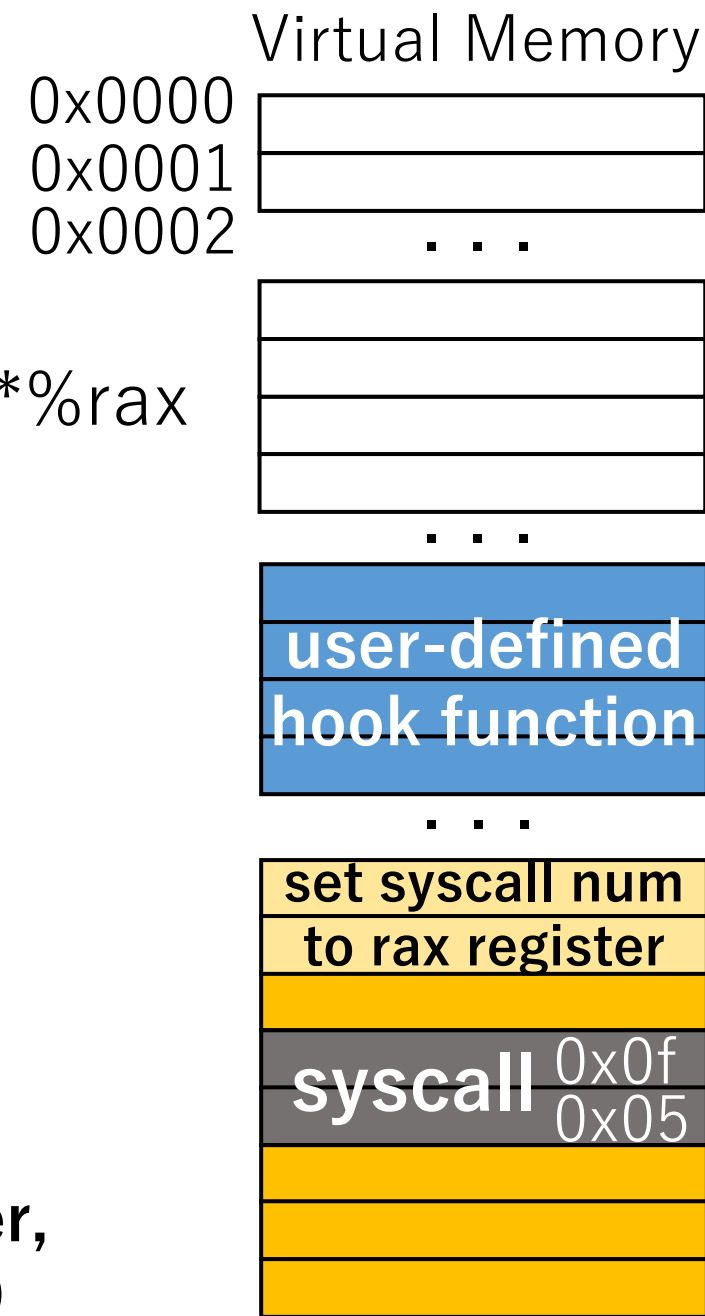 Virtual Memory
0x0000
0x0001
0x0002
. . .
*%rax
. . .
user-defined
hook function
. . .
set syscall num
to rax register
syscall 0x0f
0x05
er,
)